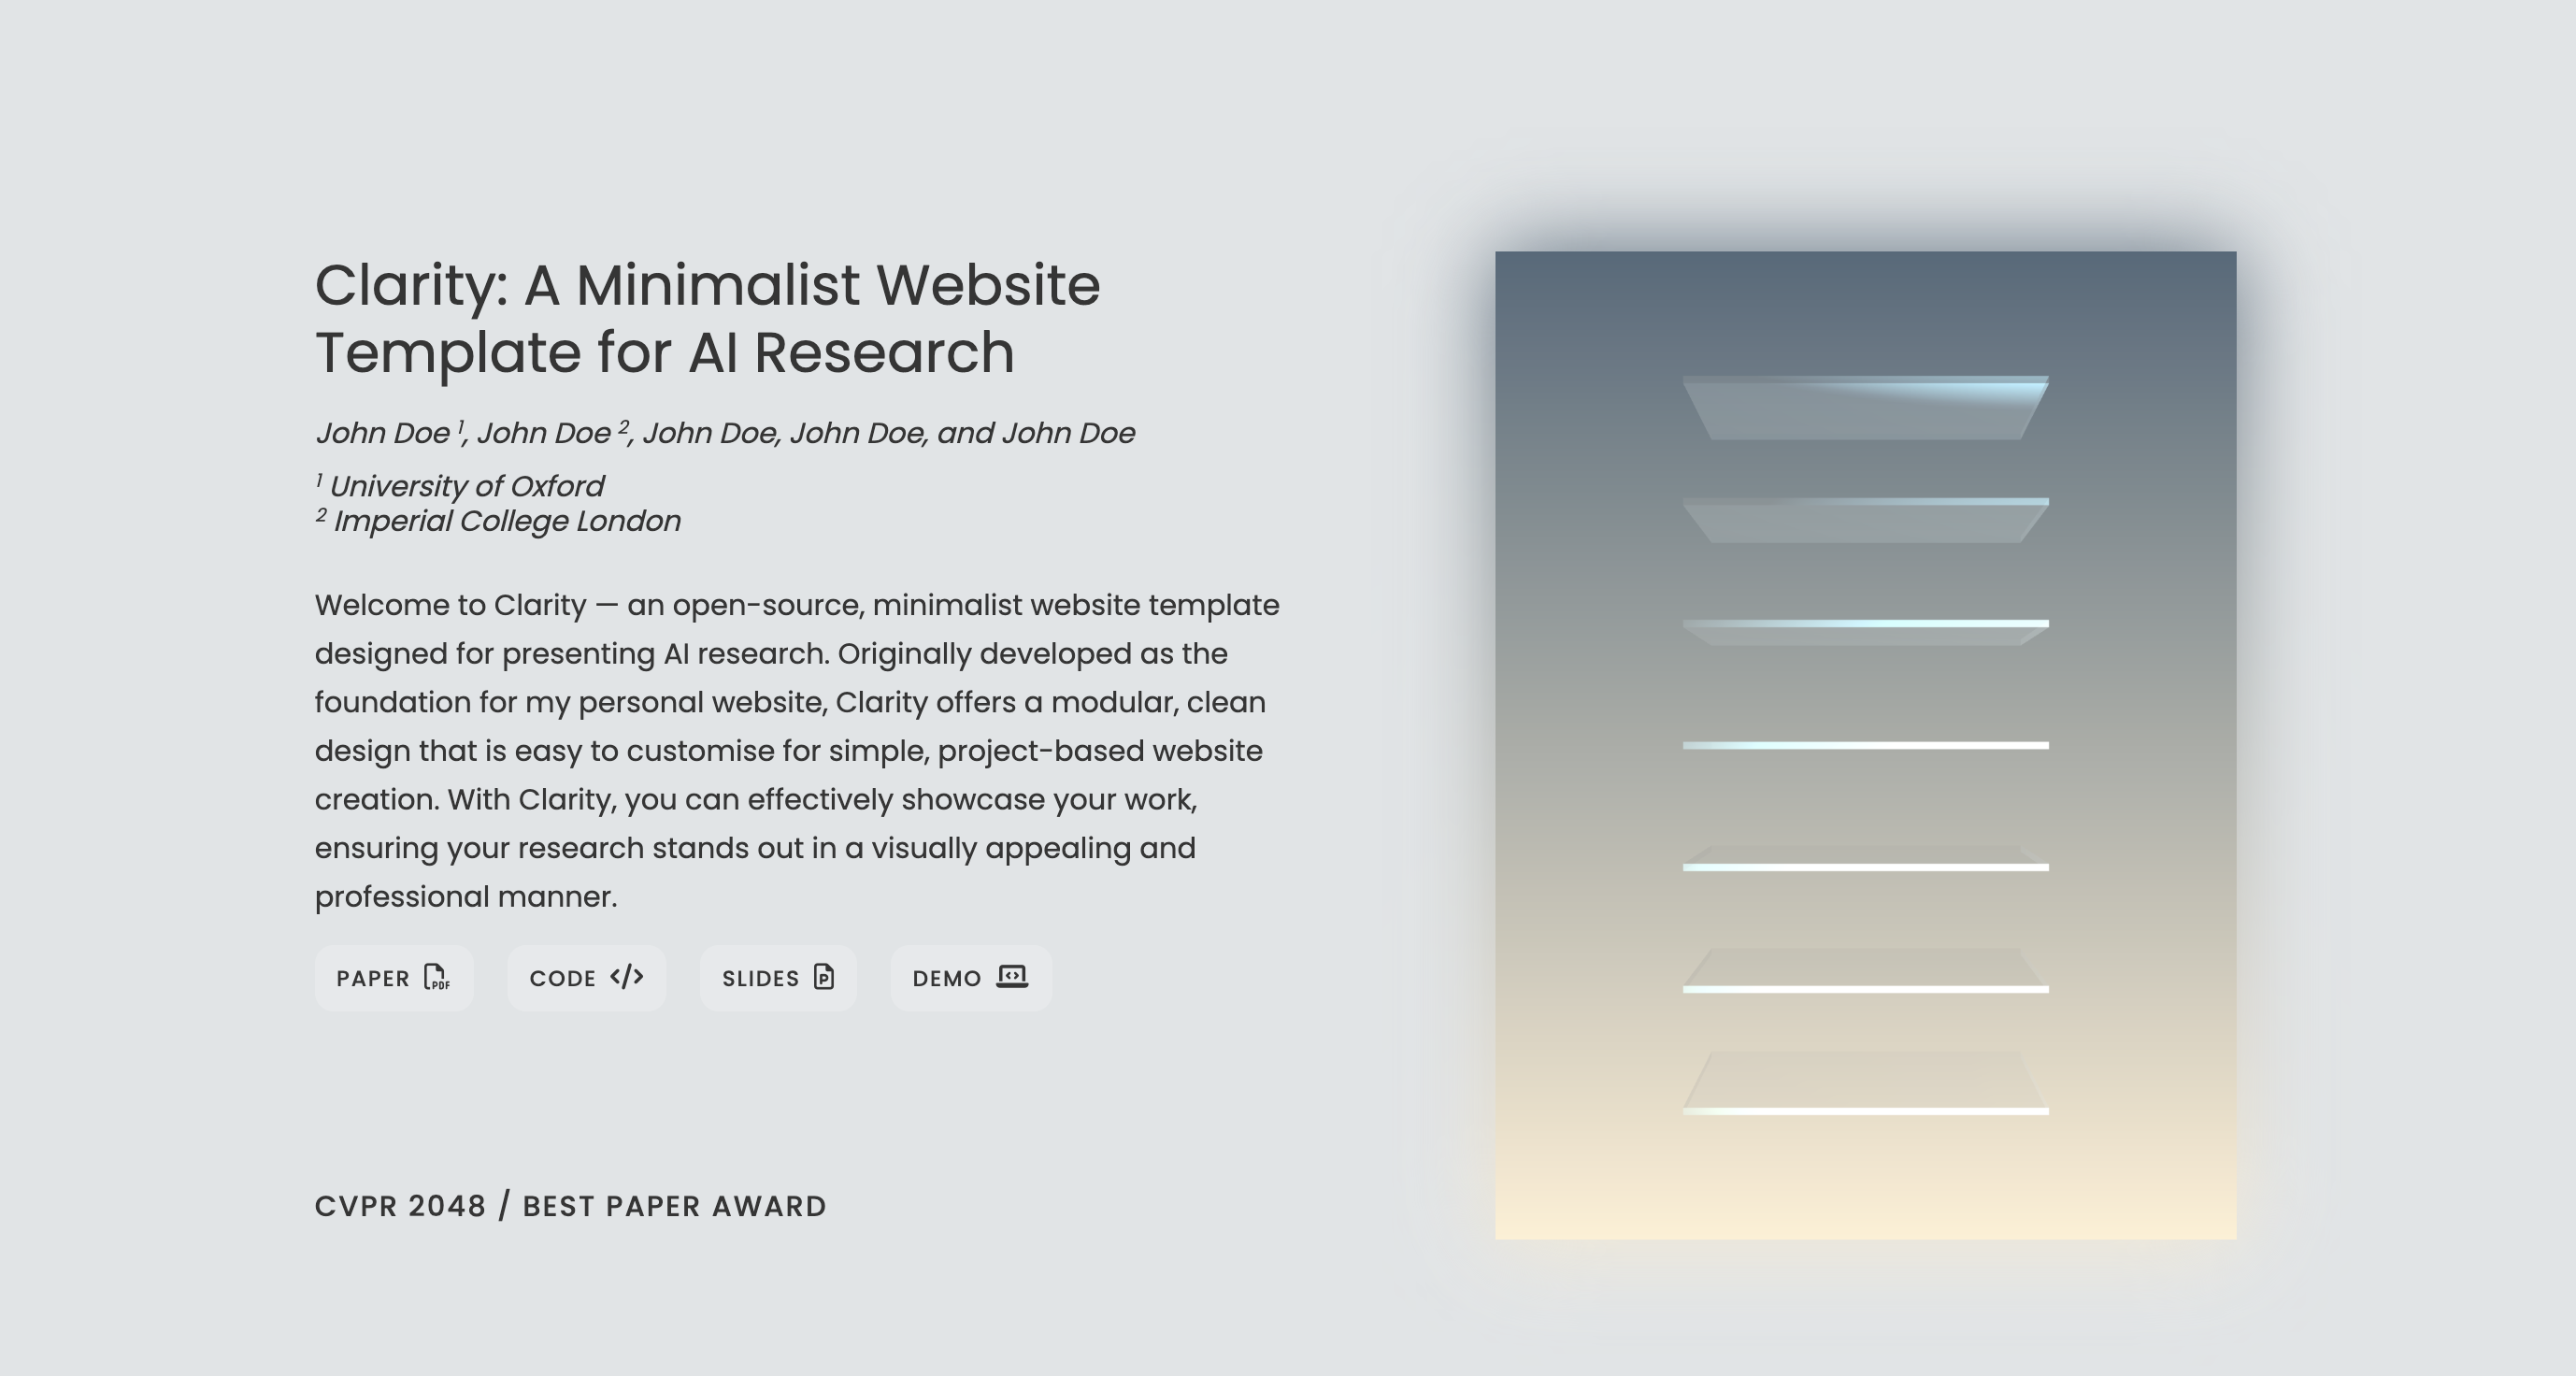 Clarity: A Minimalist Website
Template for AI Research
John Doe ¹, John Doe ², John Doe, John Doe, and John Doe
¹ University of Oxford
² Imperial College London
Welcome to Clarity — an open-source, minimalist website template
designed for presenting AI research. Originally developed as the
foundation for my personal website, Clarity offers a modular, clean
design that is easy to customise for simple, project-based website
creation. With Clarity, you can effectively showcase your work,
ensuring your research stands out in a visually appealing and
professional manner.
PAPER PDF CODE </> SLIDES P DEMO
CVPR 2048 / BEST PAPER AWARD